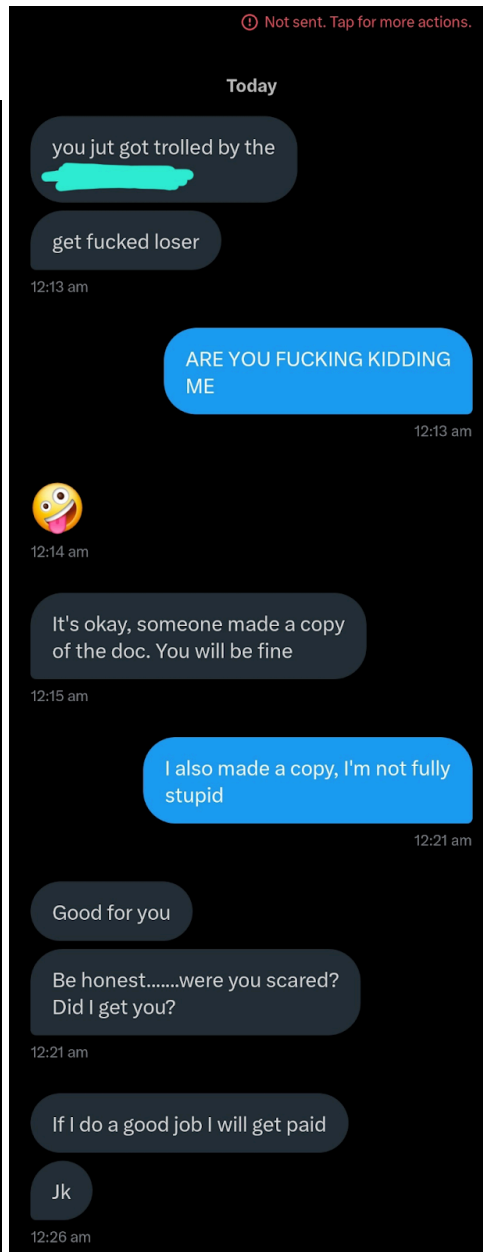 Not sent. Tap for more actions.
Today
you jut got trolled by the
get fucked loser
12:13 am
ARE YOU FUCKING KIDDING
ME
12:13 am
12:14 am
It's okay, someone made a copy
of the doc. You will be fine
12:15 am
I also made a copy, I'm not fully
stupid
12:21 am
Good for you
Be honest.......were you scared?
Did I get you?
12:21 am
If I do a good job I will get paid
Jk
12:26 am